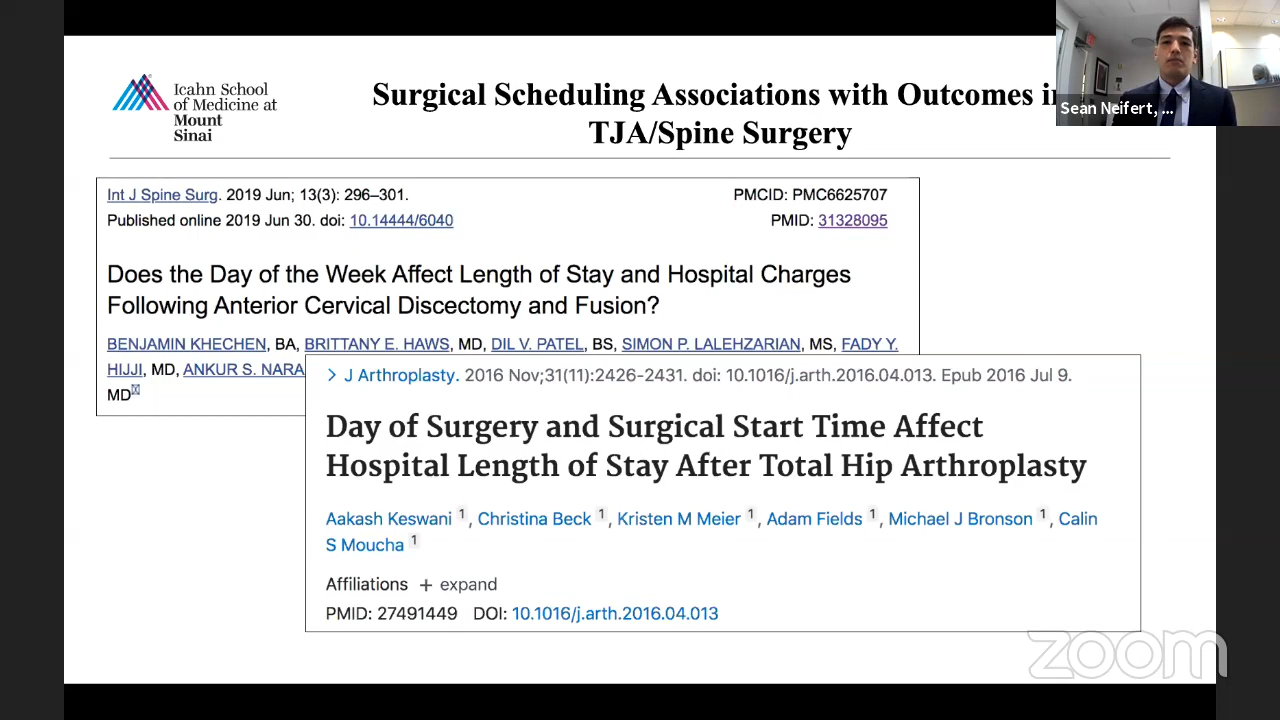 Icahn School
of Medicine at
Mount
Sinai
Surgical Scheduling Associations with Outcomes in
TJA/Spine Surgery
Sean Neifert, ...
Int J Spine Surg. 2019 Jun; 13(3): 296–301.
PMCID: PMC6625707
Published online 2019 Jun 30. doi: 10.14444/6040
PMID: 31328095
Does the Day of the Week Affect Length of Stay and Hospital Charges
Following Anterior Cervical Discectomy and Fusion?
BENJAMIN KHECHEN, BA, BRITTANY E. HAWS, MD, DIL V. PATEL, BS, SIMON P. LALEHZARIAN, MS, FADY Y.
HIJJI, MD, ANKUR S. NARA
MD
> J Arthroplasty. 2016 Nov;31(11):2426-2431. doi: 10.1016/j.arth.2016.04.013. Epub 2016 Jul 9.
Day of Surgery and Surgical Start Time Affect
Hospital Length of Stay After Total Hip Arthroplasty
Aakash Keswani 1, Christina Beck 1, Kristen M Meier 1, Adam Fields 1, Michael J Bronson 1, Calin
S Moucha 1
Affiliations + expand
PMID: 27491449 DOI: 10.1016/j.arth.2016.04.013
zoom